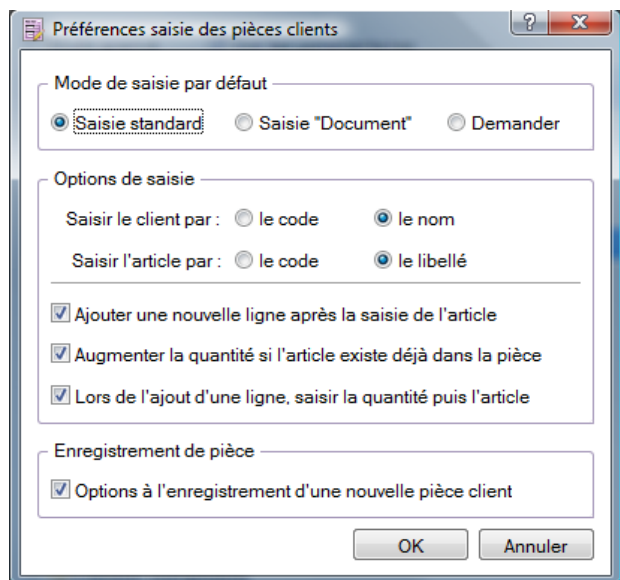 Préférences saisie des pièces clients
?
Mode de saisie par défaut
Saisie standard Saisie "Document" Demander
Options de saisie
Saisir le client par : le code le nom
Saisir l'article par : le code le libellé
Ajouter une nouvelle ligne après la saisie de l'article
Augmenter la quantité si l'article existe déjà dans la pièce
Lors de l'ajout d'une ligne, saisir la quantité puis l'article
Enregistrement de pièce
Options à l'enregistrement d'une nouvelle pièce client
OK Annuler